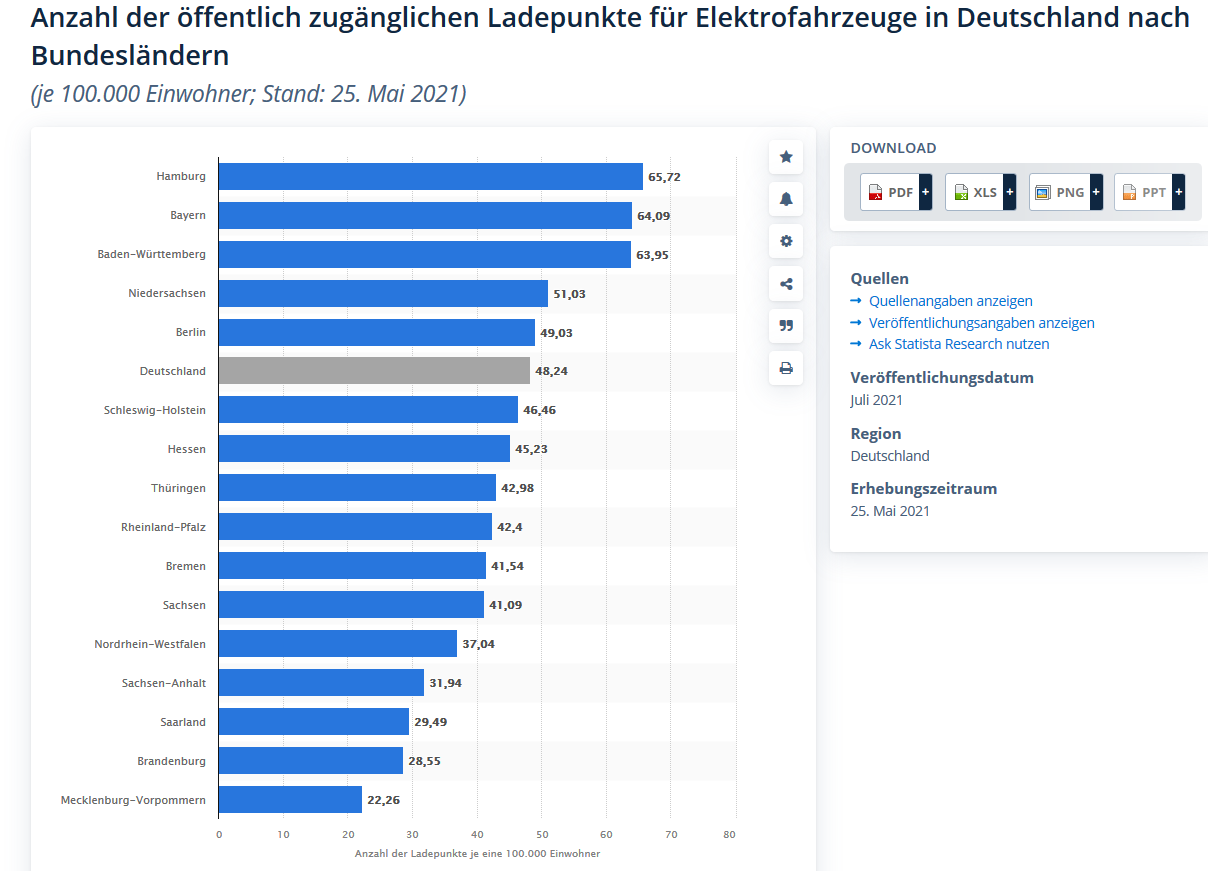 Anzahl der öffentlich zugänglichen Ladepunkte für Elektrofahrzeuge in Deutschland nach
Bundesländern
(je 100.000 Einwohner; Stand: 25. Mai 2021)
Hamburg 65,72
Bayern 64,09
Baden-Württemberg 63,95
Niedersachsen 51,03
Berlin 49,03
Deutschland 48,24
Schleswig-Holstein 46,46
Hessen 45,23
Thüringen 42,98
Rheinland-Pfalz 42,4
Bremen 41,54
Sachsen 41,09
Nordrhein-Westfalen 37,04
Sachsen-Anhalt 31,94
Saarland 29,49
Brandenburg 28,55
Mecklenburg-Vorpommern 22,26
0 10 20 30 40 50 60 70 80
Anzahl der Ladepunkte je eine 100.000 Einwohner
DOWNLOAD
PDF + XLS + PNG + PPT +
Quellen
→ Quellenangaben anzeigen
→ Veröffentlichungsangaben anzeigen
→ Ask Statista Research nutzen
Veröffentlichungsdatum
Juli 2021
Region
Deutschland
Erhebungszeitraum
25. Mai 2021